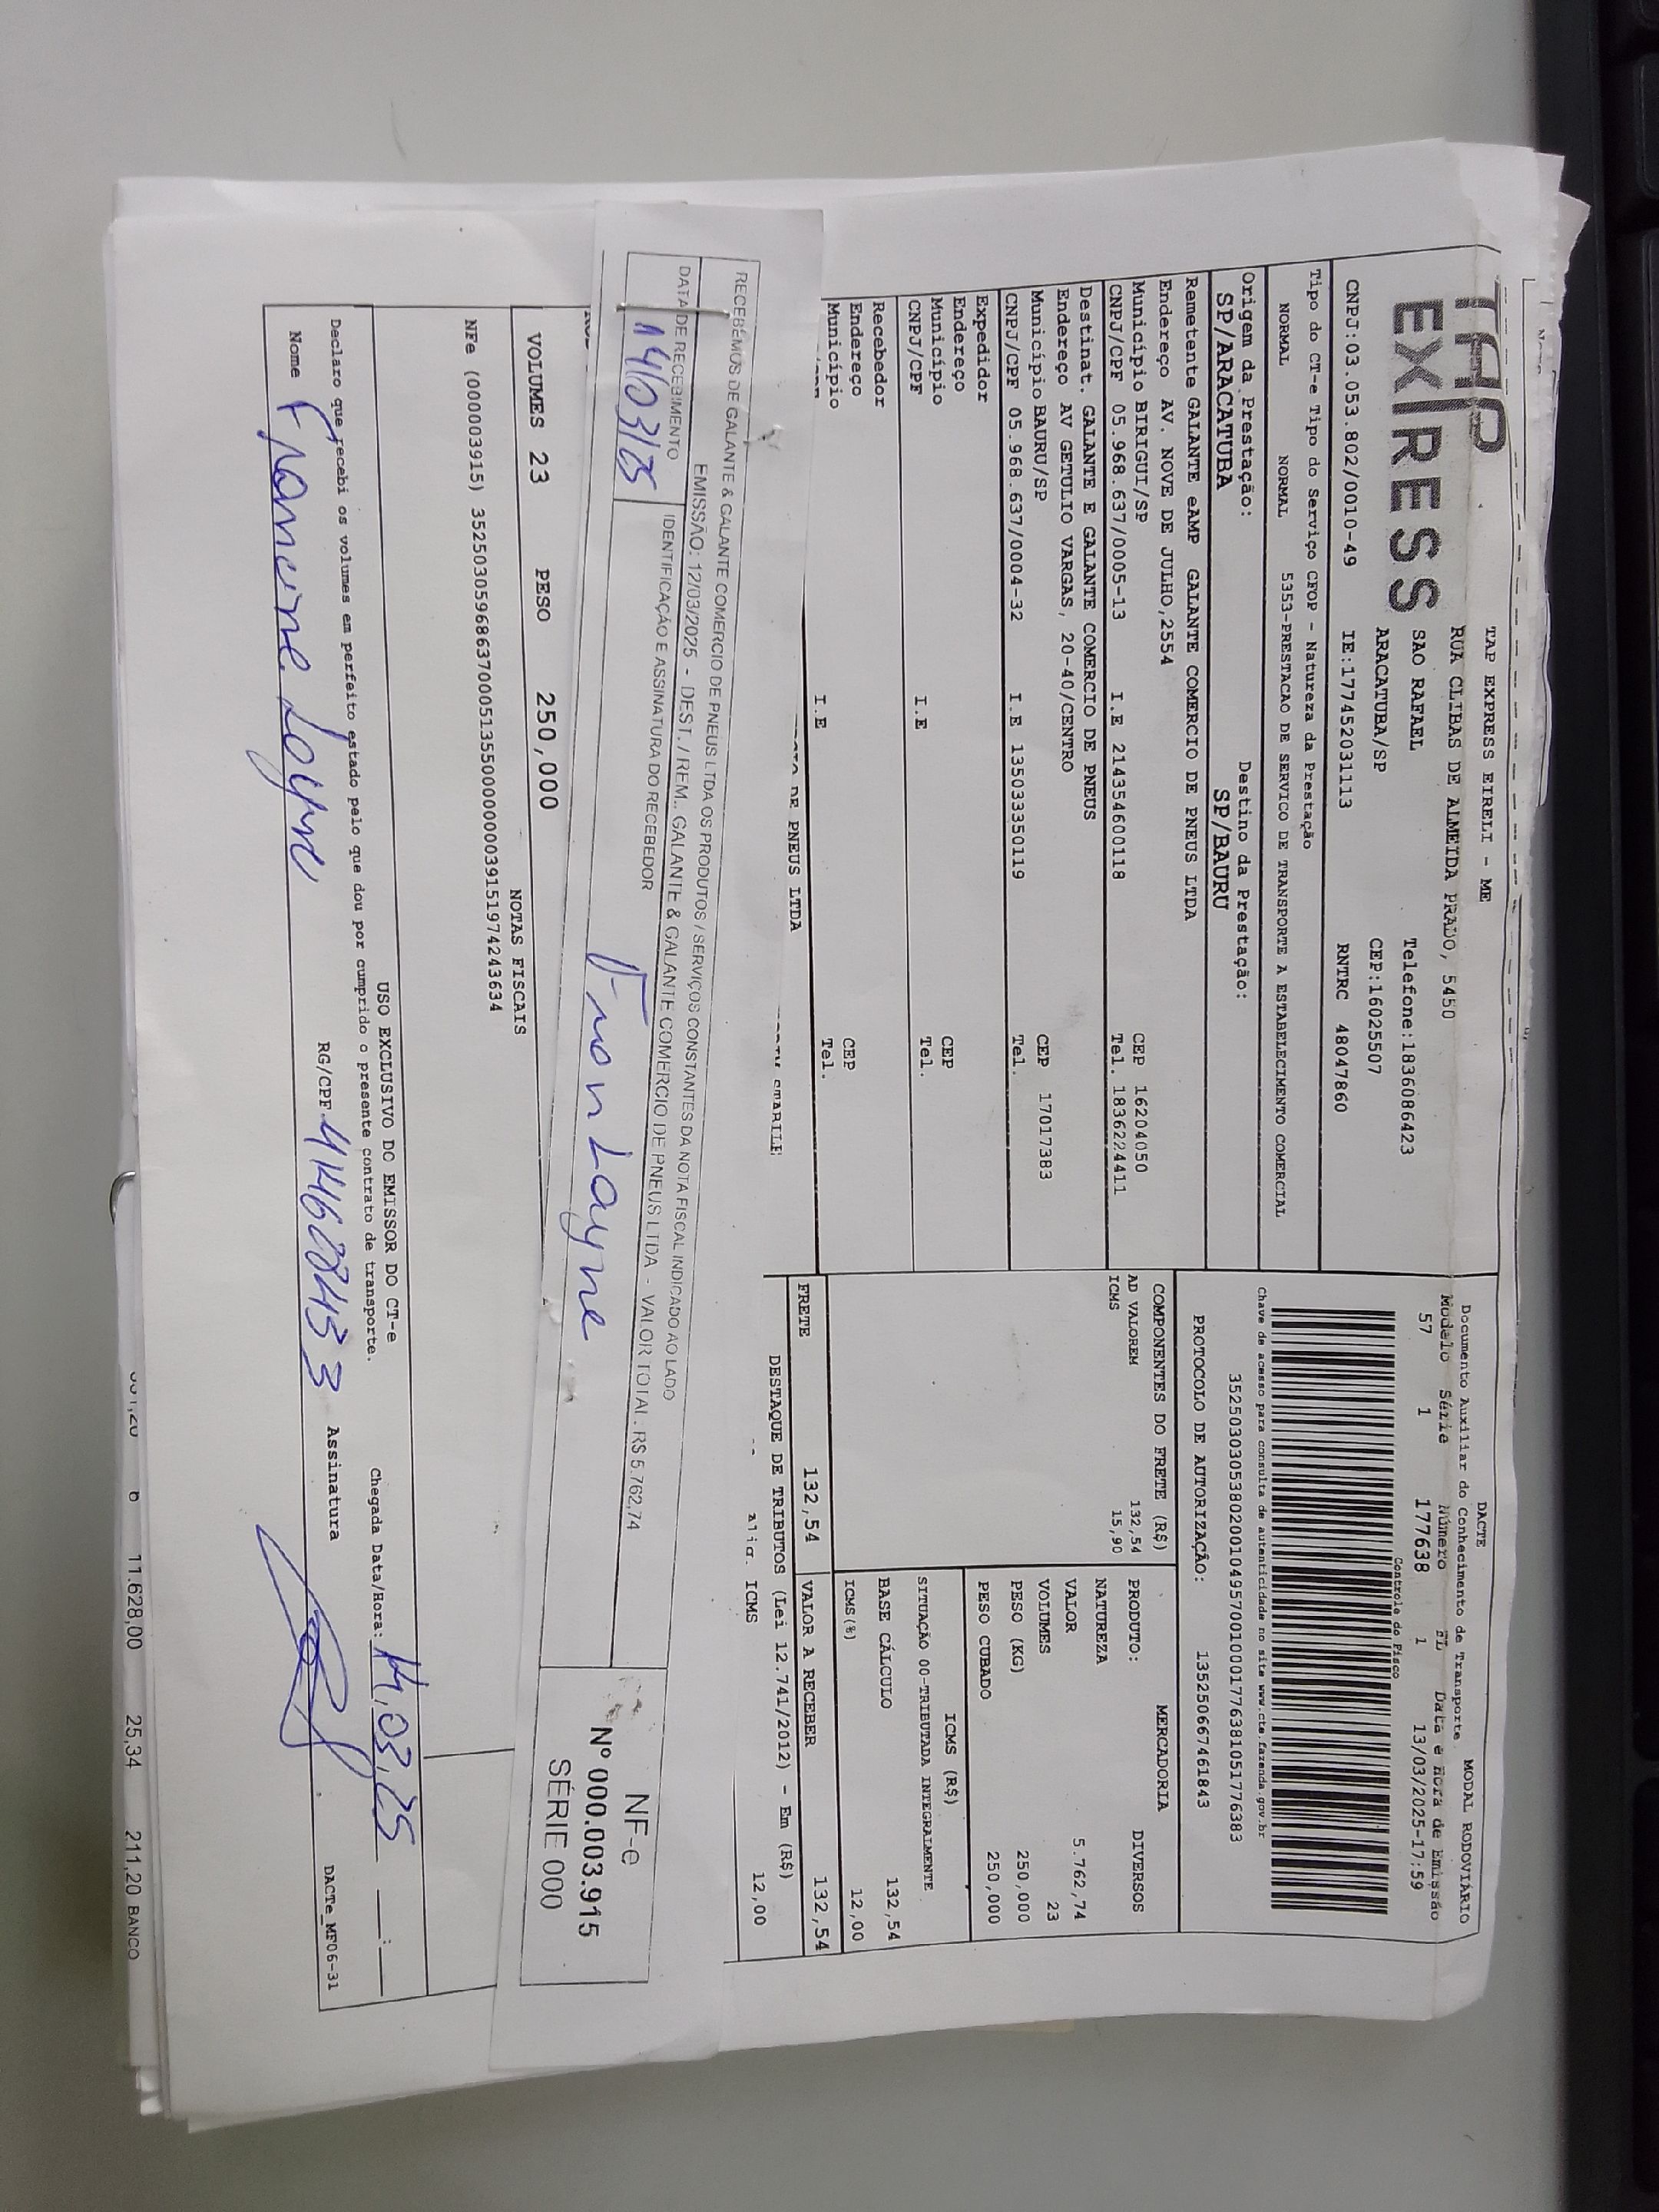 TAP EXPRESS
TAP EXPRESS EIRELI - ME
RUA CLIBAS DE ALMEIDA PRADO, 5450
SAO RAFAEL Telefone:1836086423
ARACATUBA/SP CEP:16025507
CNPJ:03.053.802/0010-49 IE:177452031113 RNTRC 48047860
Tipo do CT-e Tipo do Serviço CFOP - Natureza da Prestação
NORMAL NORMAL 5353-PRESTACAO DE SERVICO DE TRANSPORTE A ESTABELECIMENTO COMERCIAL
Origem da Prestação: Destino da Prestação:
SP/ARACATUBA SP/BAURU
Remetente GALANTE eAMP GALANTE COMERCIO DE PNEUS LTDA
Endereço AV. NOVE DE JULHO,2554
Município BIRIGUI/SP CEP 16204050
CNPJ/CPF 05.968.637/0005-13 I.E 214354600118 Tel. 1836224411
Destinat. GALANTE E GALANTE COMERCIO DE PNEUS
Endereço AV GETULIO VARGAS, 20-40/CENTRO
Município BAURU/SP CEP 17017383
CNPJ/CPF 05.968.637/0004-32 I.E 135033350119 Tel.
Expedidor
Endereço
Município CEP
CNPJ/CPF I.E Tel.
Recebedor
Endereço CEP
Município I.E Tel.
DE PNEUS LTDA
DACTE MODAL RODOVIÁRIO
Documento Auxiliar do Conhecimento de Transporte
Modelo Série Número FL Data e Hora de Emissão
57 1 177638 1 13/03/2025-17:59
Controle do Fisco
Chave de acesso para consulta de autenticidade no site www.cte.fazenda.gov.br
35250303053802001049570010001776381051776383
PROTOCOLO DE AUTORIZAÇÃO: 135250667461843
COMPONENTES DO FRETE (R$)
AD VALOREM 132,54
ICMS 15,90
MERCADORIA
PRODUTO: DIVERSOS
NATUREZA
VALOR 5.762,74
VOLUMES 23
PESO (KG) 250,000
PESO CUBADO 250,000
ICMS (R$)
SITUAÇÃO 00-TRIBUTADA INTEGRALMENTE
BASE CÁLCULO 132,54
ICMS(%) 12,00
FRETE 132,54 VALOR A RECEBER 132,54
DESTAQUE DE TRIBUTOS (Lei 12.741/2012) - Em (R$)
ICMS 12,00
RECEBEMOS DE GALANTE & GALANTE COMERCIO DE PNEUS LTDA OS PRODUTOS / SERVIÇOS CONSTANTES DA NOTA FISCAL INDICADO AO LADO
EMISSÃO: 12/03/2025 - DEST. / REM.: GALANTE & GALANTE COMERCIO DE PNEUS LTDA - VALOR TOTAL: R$ 5.762,74
DATA DE RECEBIMENTO IDENTIFICAÇÃO E ASSINATURA DO RECEBEDOR
14/03/25
NF-e
Nº 000.003.915
SÉRIE 000
VOLUMES 23 PESO 250,000
NOTAS FISCAIS
NFe (000003915) 35250305968637000513550000000039151974243634
USO EXCLUSIVO DO EMISSOR DO CT-e
Declaro que recebi os volumes em perfeito estado pelo que dou por cumprido o presente contrato de transporte.
Chegada Data/Hora: 14.03.25
Nome RG/CPF Assinatura
DACTe_MF06-31
11.628,00 25,34 211,20 BANCO